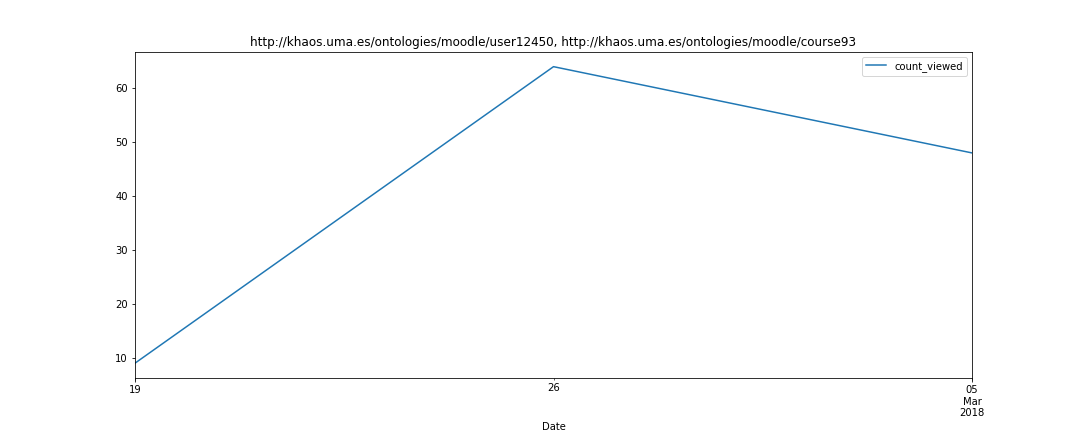 http://khaos.uma.es/ontologies/moodle/user12450, http://khaos.uma.es/ontologies/moodle/course93
count_viewed
60
50
40
30
20
10
19
26
05
Mar
2018
Date